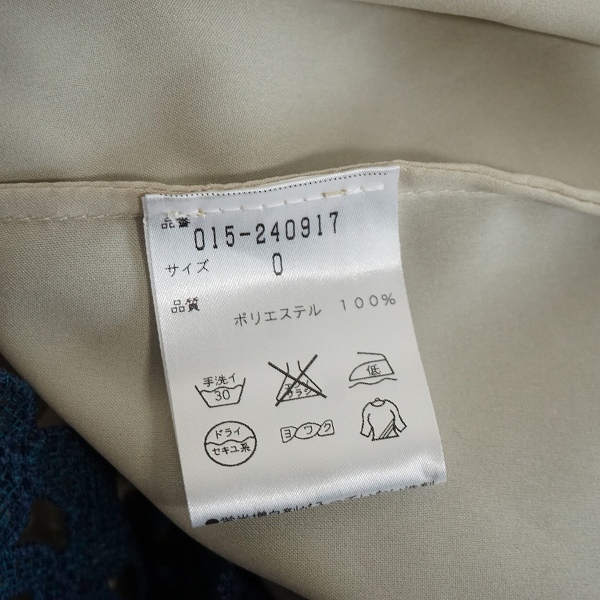 品番
015-240917
サイズ 0
品質
ポリエステル 100%
手洗イ
30
低
ドライ
セキユ系
ヨワク